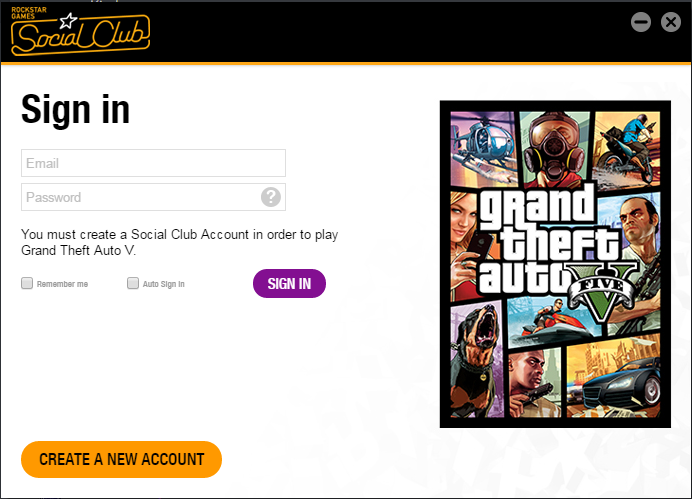 ROCKSTAR
GAMES
Social Club
Sign in
Email
Password
?
You must create a Social Club Account in order to play
Grand Theft Auto V.
Remember me
Auto Sign In
SIGN IN
CREATE A NEW ACCOUNT
grand
theft
auto
V
FIVE